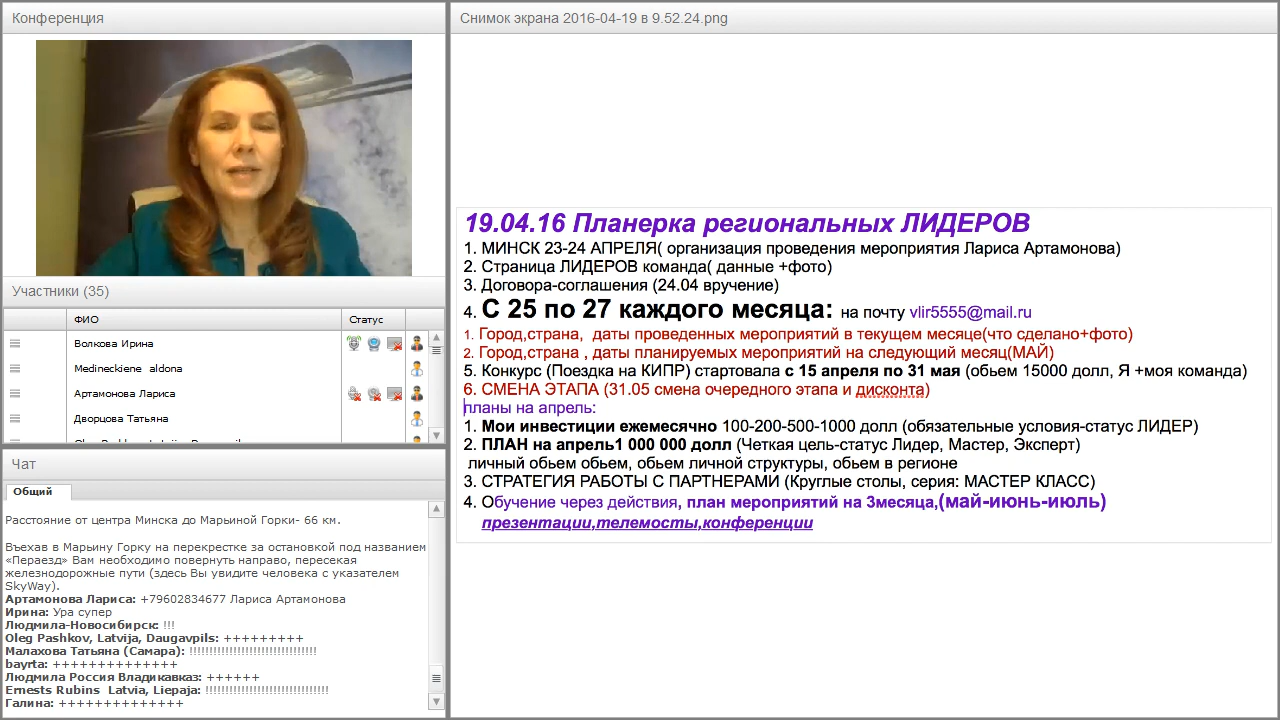 Конференция
Участники (35)
ФИО
Статус
Волкова Ирина
Medineckiene aldona
Артамонова Лариса
Дворцова Татьяна
Чат
Общий
Расстояние от центра Минска до Марьиной Горки- 66 км.
Въехав в Марьину Горку на перекрестке за остановкой под названием
«Пераезд» Вам необходимо повернуть направо, пересекая
железнодорожные пути (здесь Вы увидите человека с указателем
SkyWay).
Артамонова Лариса: +79602834677 Лариса Артамонова
Ирина: Ура супер
Людмила-Новосибирск: !!!
Oleg Pashkov, Latvija, Daugavpils: +++++++++
Малахова Татьяна (Самара): !!!!!!!!!!!!!!!!!!!!!!!!!!!!!!!!
bayrta: ++++++++++++++
Людмила Россия Владикавказ: ++++++
Ernests Rubins Latvia, Liepaja: !!!!!!!!!!!!!!!!!!!!!!!!!!!!!!!
Галина: ++++++++++++++
Снимок экрана 2016-04-19 в 9.52.24.png
19.04.16 Планерка региональных ЛИДЕРОВ
1. МИНСК 23-24 АПРЕЛЯ( организация проведения мероприятия Лариса Артамонова)
2. Страница ЛИДЕРОВ команда( данные +фото)
3. Договора-соглашения (24.04 вручение)
4. С 25 по 27 каждого месяца: на почту vlir5555@mail.ru
1. Город,страна, даты проведенных мероприятий в текущем месяце(что сделано+фото)
2. Город,страна , даты планируемых мероприятий на следующий месяц(МАЙ)
5. Конкурс (Поездка на КИПР) стартовала с 15 апреля по 31 мая (обьем 15000 долл, Я +моя команда)
6. СМЕНА ЭТАПА (31.05 смена очередного этапа и дисконта)
планы на апрель:
1. Мои инвестиции ежемесячно 100-200-500-1000 долл (обязательные условия-статус ЛИДЕР)
2. ПЛАН на апрель1 000 000 долл (Четкая цель-статус Лидер, Мастер, Эксперт)
личный обьем обьем, обьем личной структуры, обьем в регионе
3. СТРАТЕГИЯ РАБОТЫ С ПАРТНЕРАМИ (Круглые столы, серия: МАСТЕР КЛАСС)
4. Обучение через действия, план мероприятий на 3месяца,(май-июнь-июль)
презентации,телемосты,конференции